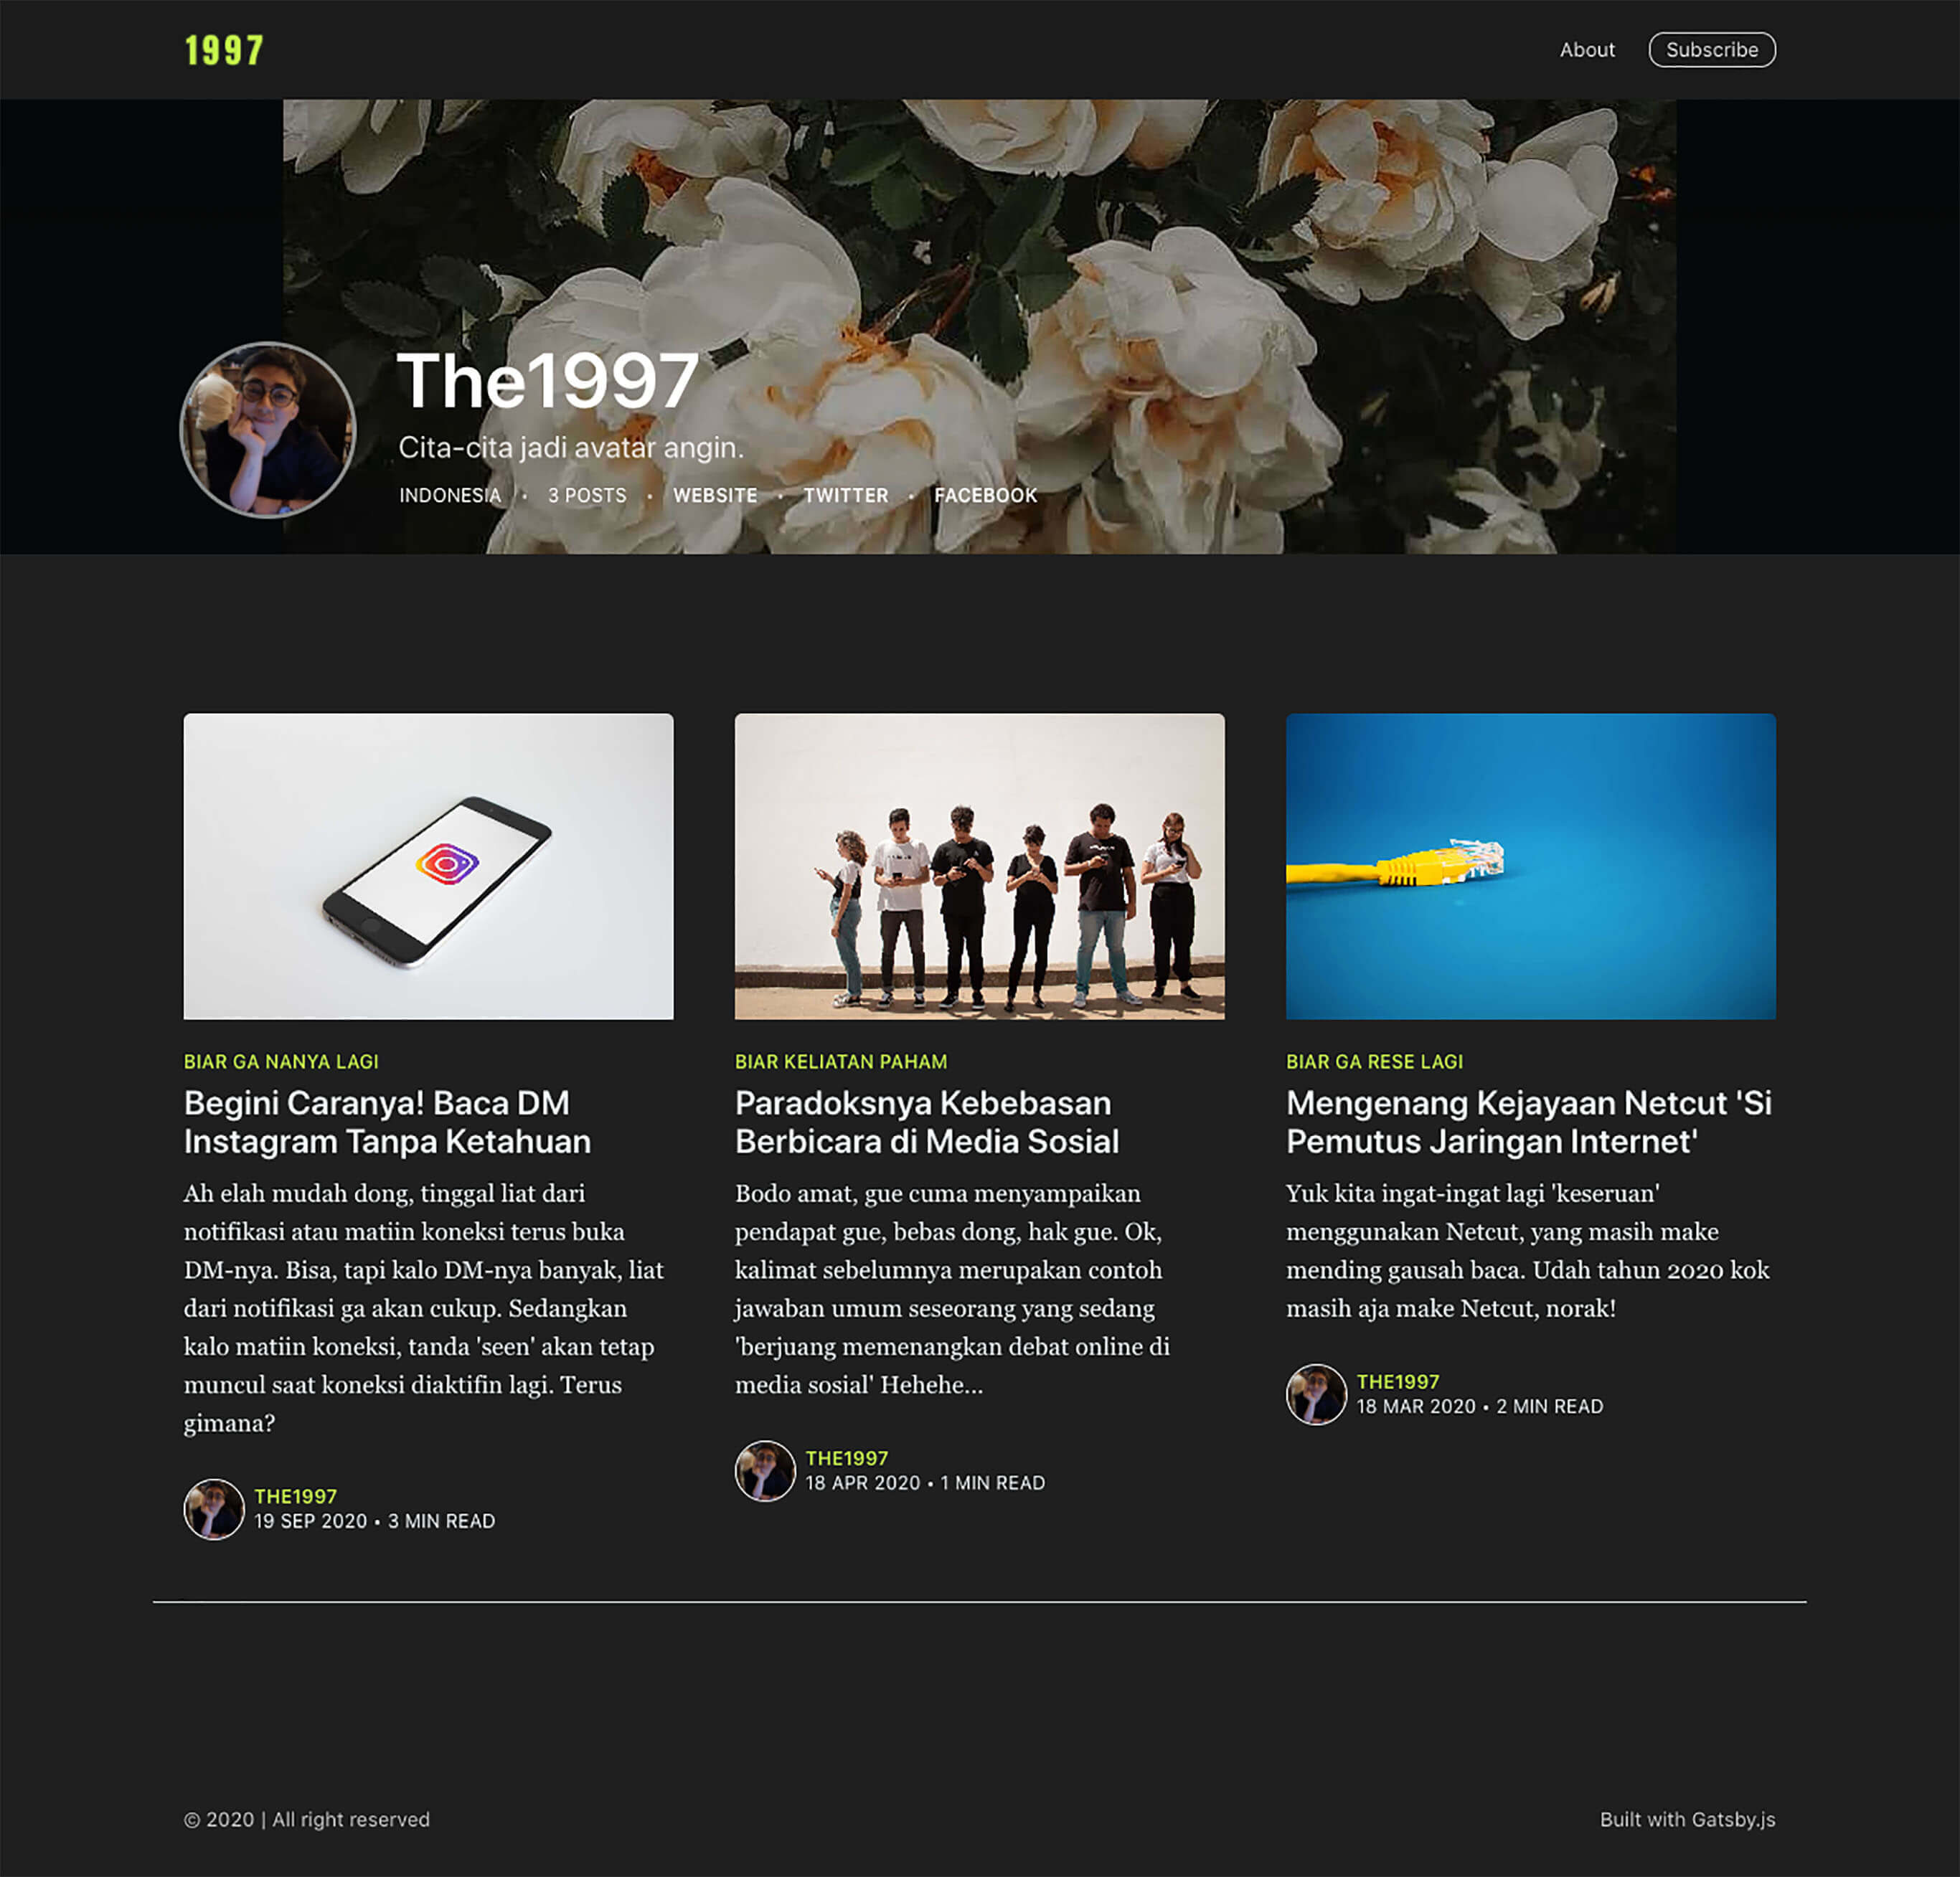 1997
About
Subscribe
The1997
Cita-cita jadi avatar angin.
INDONESIA • 3 POSTS • WEBSITE • TWITTER • FACEBOOK
BIAR GA NANYA LAGI
Begini Caranya! Baca DM
Instagram Tanpa Ketahuan
Ah elah mudah dong, tinggal liat dari
notifikasi atau matiin koneksi terus buka
DM-nya. Bisa, tapi kalo DM-nya banyak, liat
dari notifikasi ga akan cukup. Sedangkan
kalo matiin koneksi, tanda 'seen' akan tetap
muncul saat koneksi diaktifin lagi. Terus
gimana?
THE1997
19 SEP 2020 • 3 MIN READ
BIAR KELIATAN PAHAM
Paradoksnya Kebebasan
Berbicara di Media Sosial
Bodo amat, gue cuma menyampaikan
pendapat gue, bebas dong, hak gue. Ok,
kalimat sebelumnya merupakan contoh
jawaban umum seseorang yang sedang
'berjuang memenangkan debat online di
media sosial' Hehehe...
THE1997
18 APR 2020 • 1 MIN READ
BIAR GA RESE LAGI
Mengenang Kejayaan Netcut 'Si
Pemutus Jaringan Internet'
Yuk kita ingat-ingat lagi 'keseruan'
menggunakan Netcut, yang masih make
mending gausah baca. Udah tahun 2020 kok
masih aja make Netcut, norak!
THE1997
18 MAR 2020 • 2 MIN READ
© 2020 | All right reserved
Built with Gatsby.js